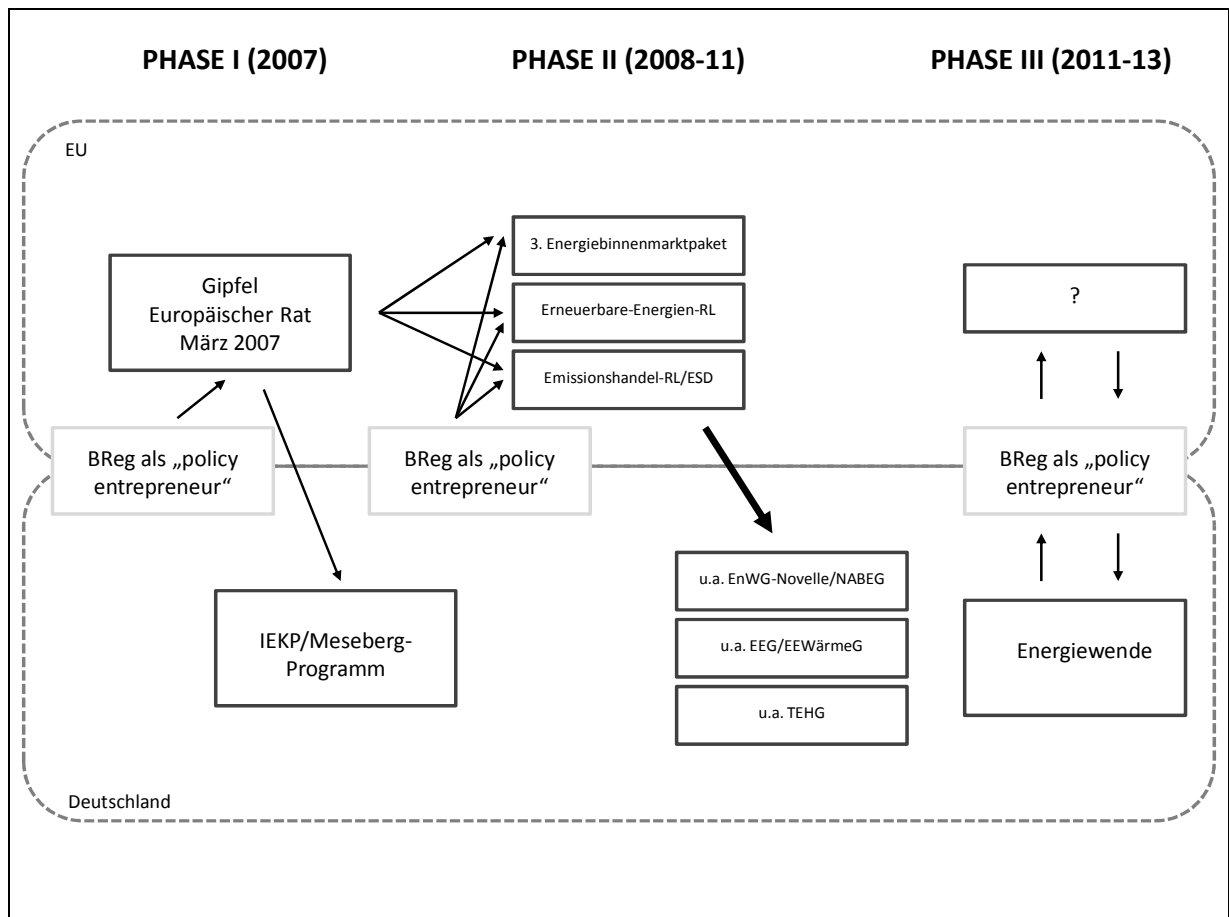 PHASE I (2007)
PHASE II (2008-11)
PHASE III (2011-13)
EU
Gipfel
Europäischer Rat
März 2007
3. Energiebinnenmarktpaket
Erneuerbare-Energien-RL
Emissionshandel-RL/ESD
?
BReg als „policy
entrepreneur“
BReg als „policy
entrepreneur“
BReg als „policy
entrepreneur“
IEKP/Meseberg-
Programm
u.a. EnWG-Novelle/NABEG
u.a. EEG/EEWärmeG
u.a. TEHG
Energiewende
Deutschland